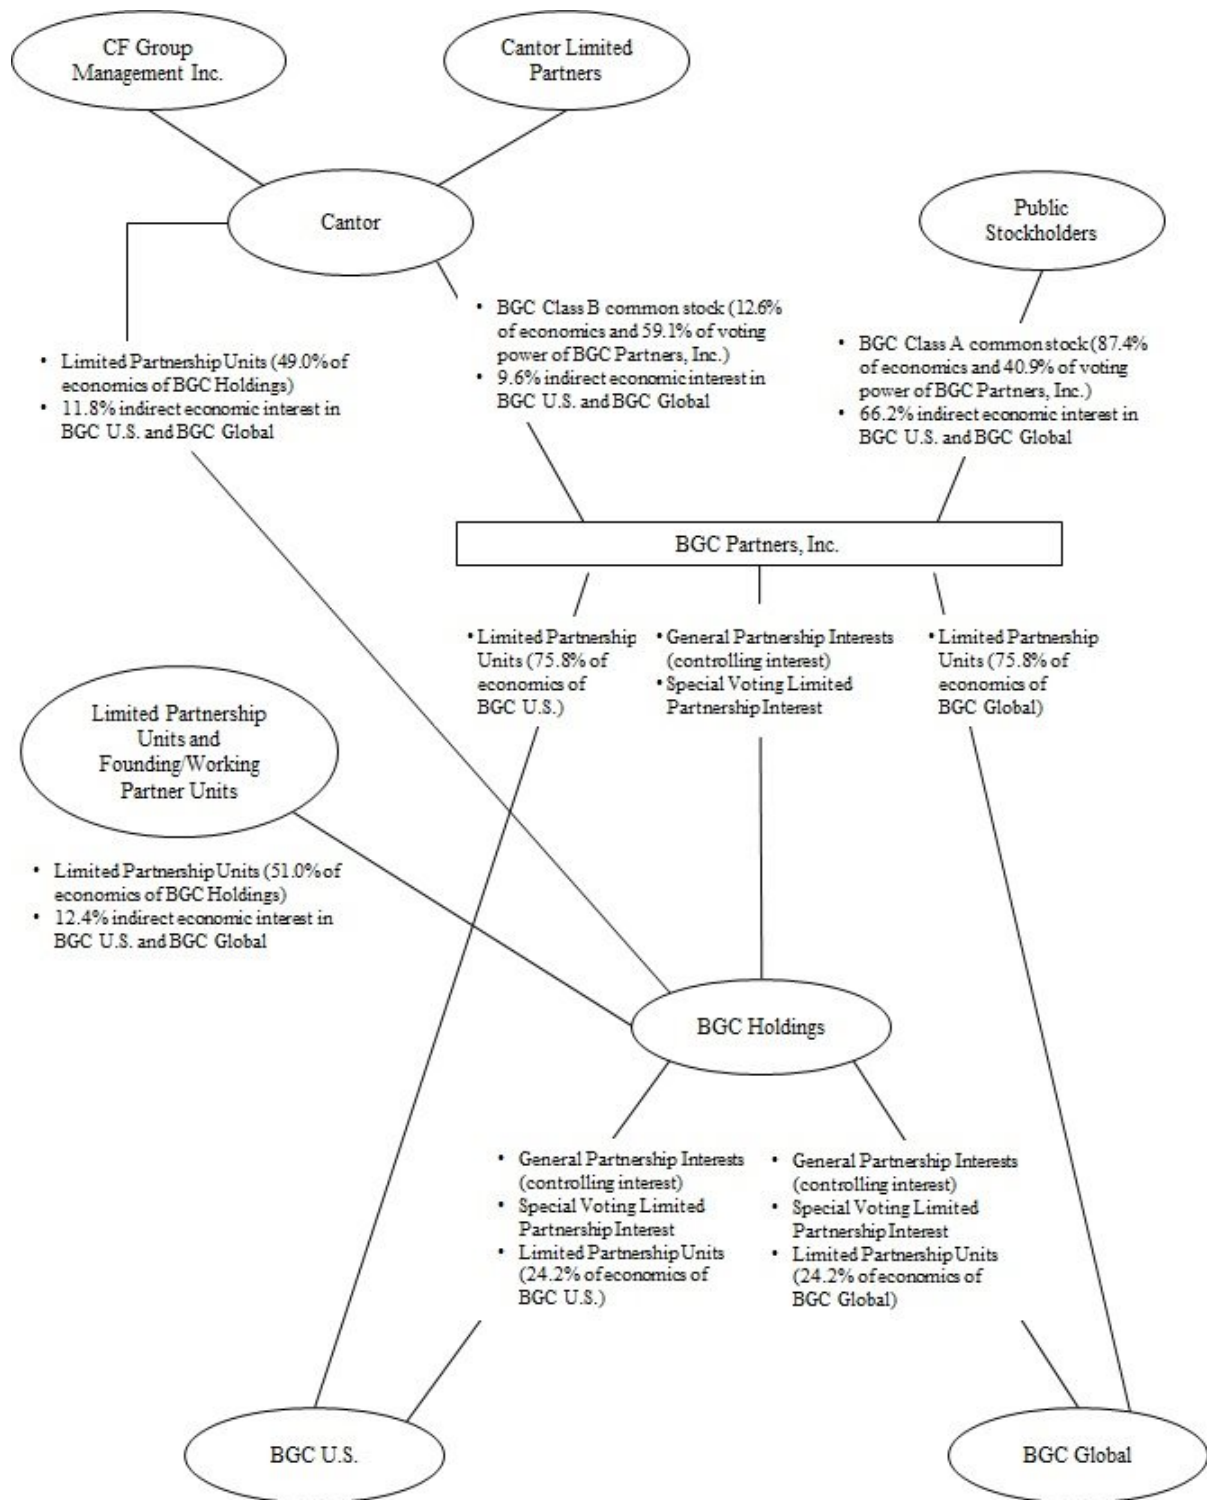 CF Group
Management Inc.
Cantor Limited
Partners
Cantor
Public
Stockholders
• BGC Class B common stock (12.6%
of economics and 59.1% of voting
power of BGC Partners, Inc.)
• 9.6% indirect economic interest in
BGC U.S. and BGC Global
• BGC Class A common stock (87.4%
of economics and 40.9% of voting
power of BGC Partners, Inc.)
• 66.2% indirect economic interest in
BGC U.S. and BGC Global
• Limited Partnership Units (49.0% of
economics of BGC Holdings)
• 11.8% indirect economic interest in
BGC U.S. and BGC Global
BGC Partners, Inc.
• Limited Partnership
Units (75.8% of
economics of
BGC U.S.)
• General Partnership Interests
(controlling interest)
• Special Voting Limited
Partnership Interest
• Limited Partnership
Units (75.8% of
economics of
BGC Global)
Limited Partnership
Units and
Founding/Working
Partner Units
• Limited Partnership Units (51.0% of
economics of BGC Holdings)
• 12.4% indirect economic interest in
BGC U.S. and BGC Global
BGC Holdings
• General Partnership Interests
(controlling interest)
• Special Voting Limited
Partnership Interest
• Limited Partnership Units
(24.2% of economics of
BGC U.S.)
• General Partnership Interests
(controlling interest)
• Special Voting Limited
Partnership Interest
• Limited Partnership Units
(24.2% of economics of
BGC Global)
BGC U.S.
BGC Global